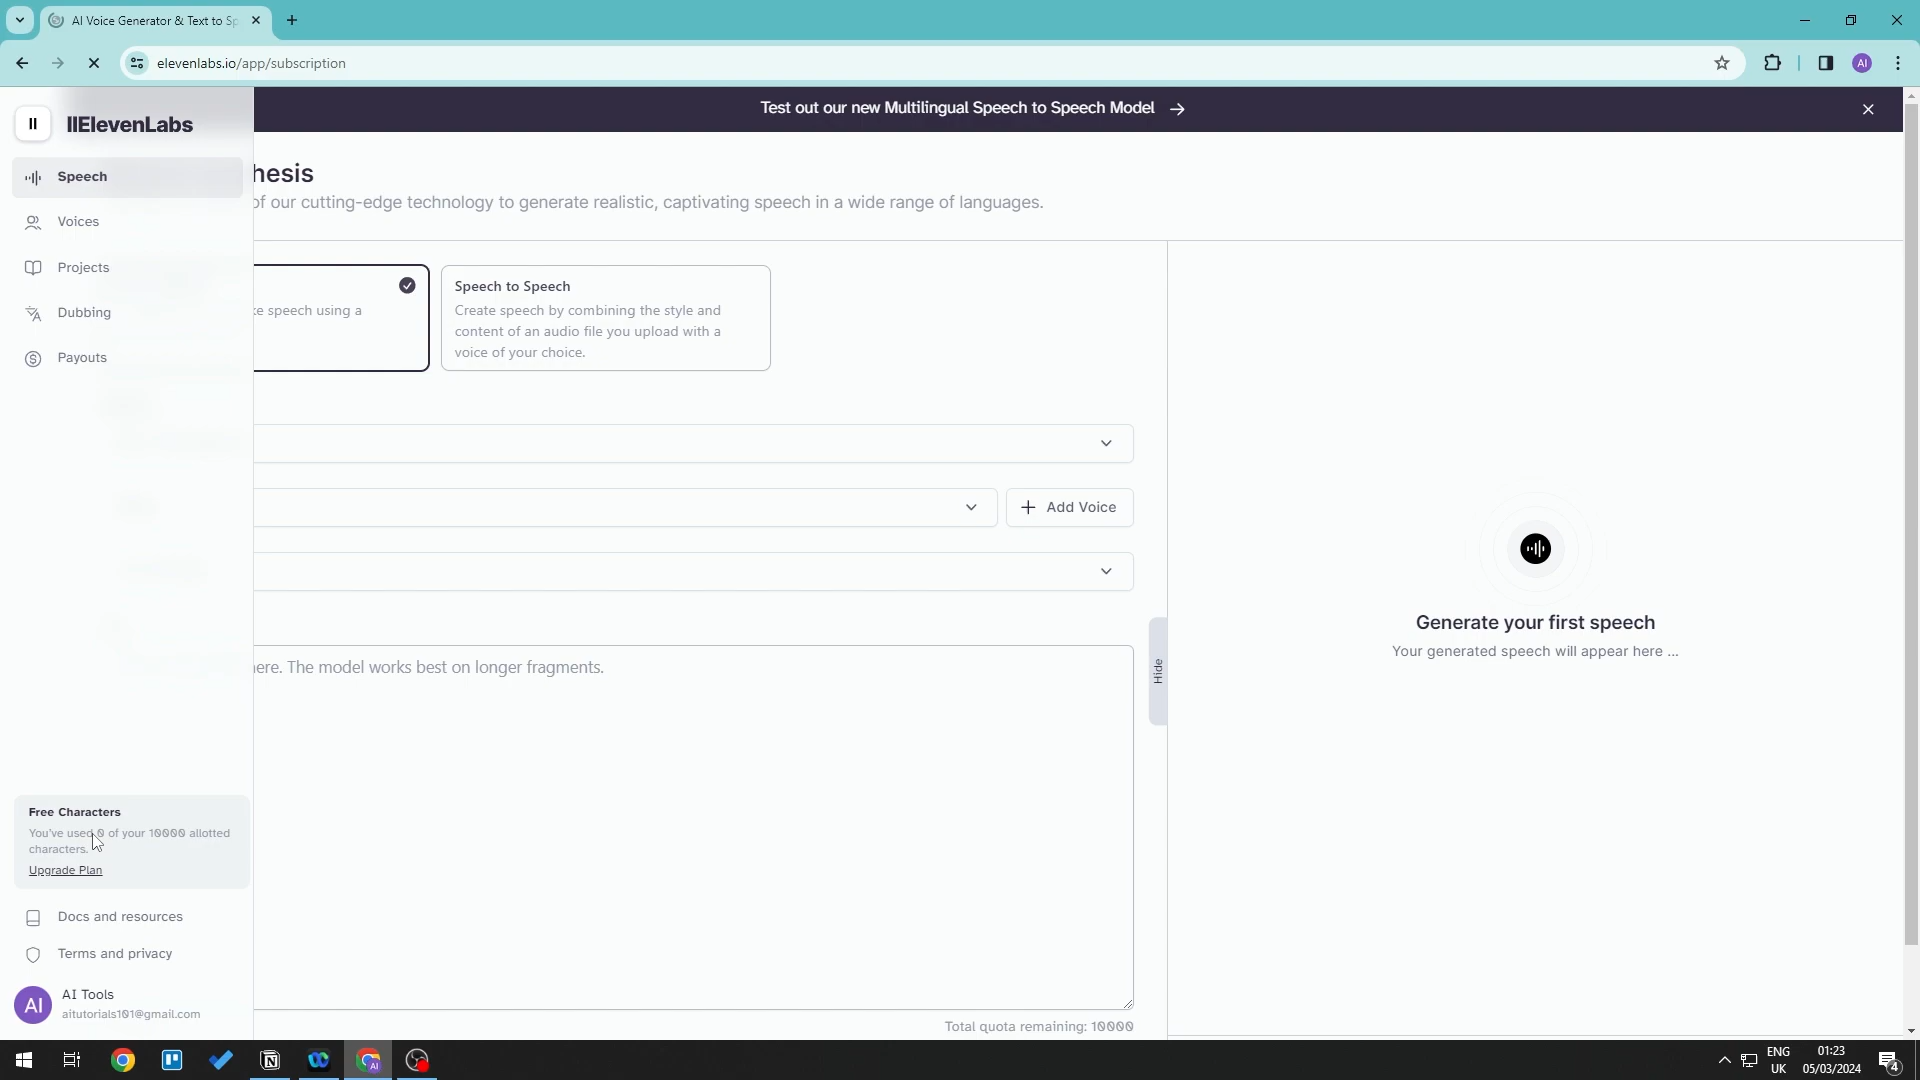 AI Voice Generator & Text to Sp
elevenlabs.io/app/subscription
AI
Test out our new Multilingual Speech to Speech Model
IIElevenLabs
Speech
Voices
Projects
Dubbing
Payouts
hesis
of our cutting-edge technology to generate realistic, captivating speech in a wide range of languages.
ke speech using a
Speech to Speech
Create speech by combining the style and
content of an audio file you upload with a
voice of your choice.
Add Voice
ere. The model works best on longer fragments.
Hide
Total quota remaining: 10000
Generate your first speech
Your generated speech will appear here ...
Free Characters
You've used 0 of your 10000 allotted
characters.
Upgrade Plan
Docs and resources
Terms and privacy
AI
AI Tools
aitutorials101@gmail.com
AI
ENG
UK
01:23
05/03/2024
4